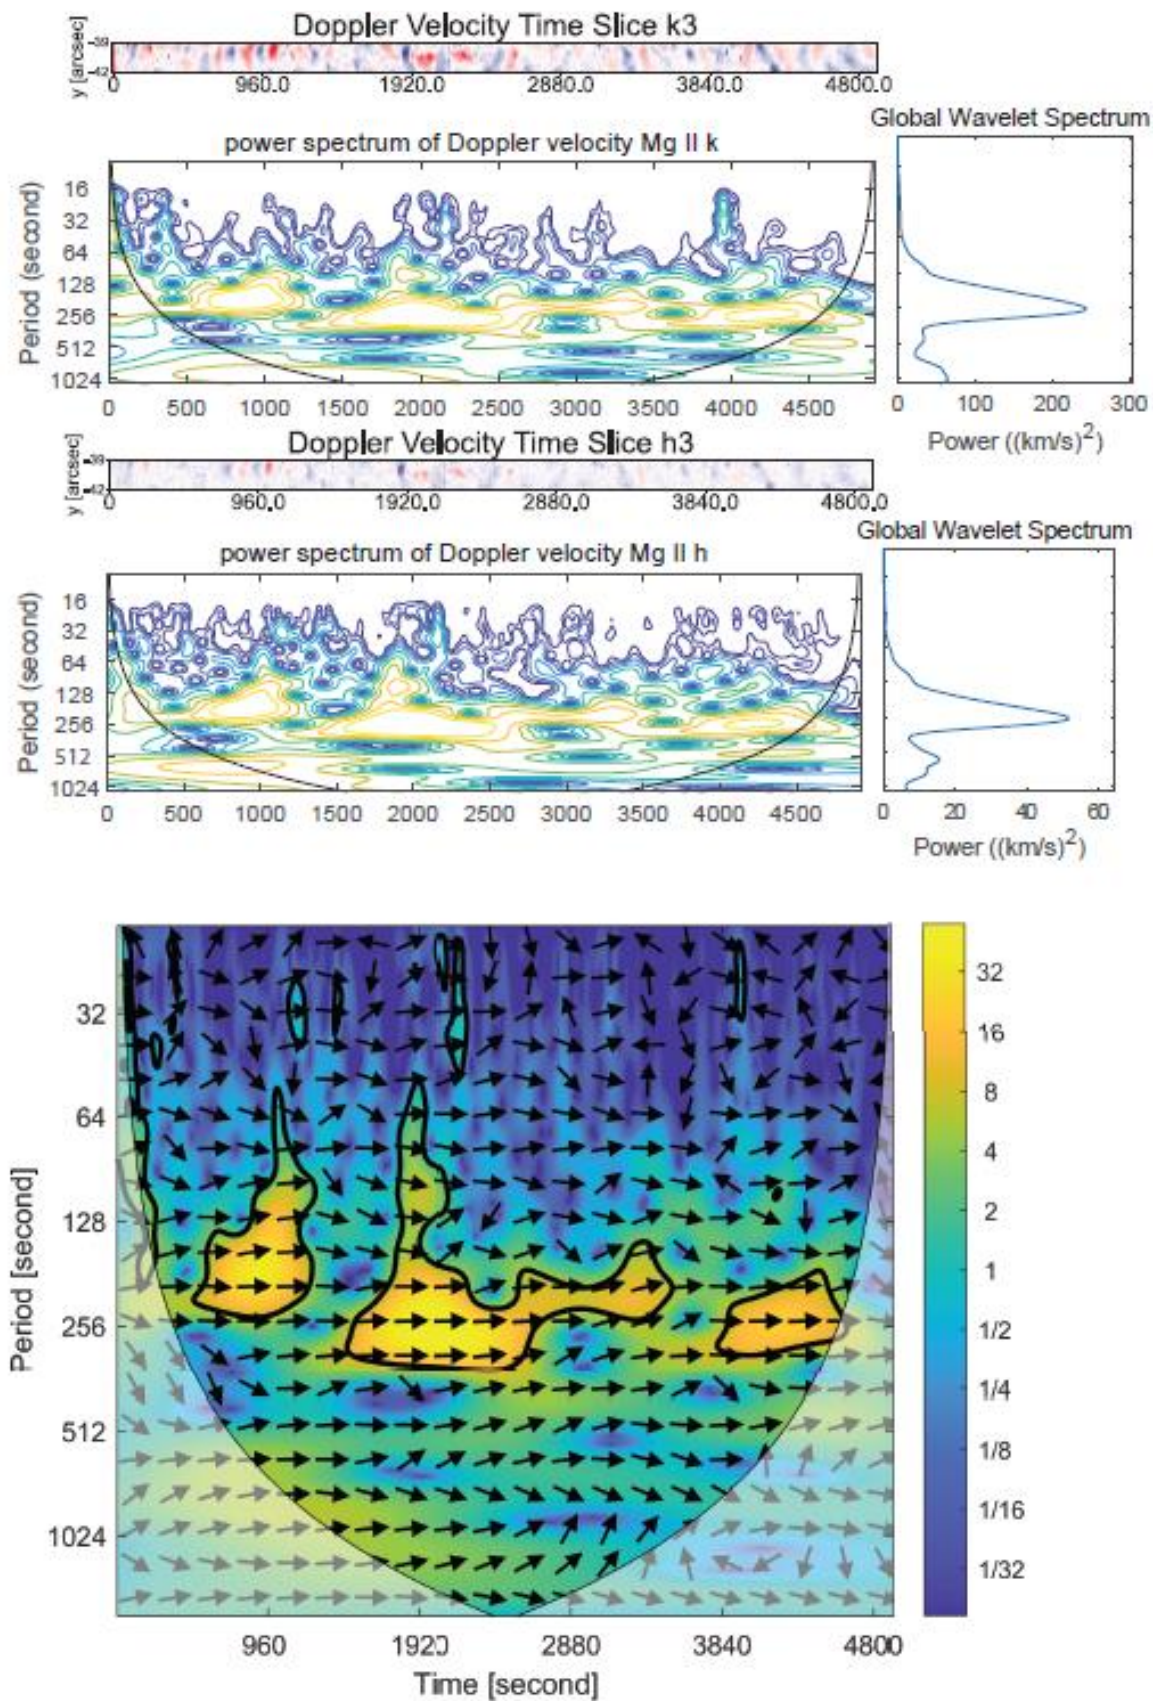 Doppler Velocity Time Slice k3
y [arcsec]
−39
−42
0 960.0 1920.0 2880.0 3840.0 4800.0
power spectrum of Doppler velocity Mg II k
Period (second)
16
32
64
128
256
512
1024
0 500 1000 1500 2000 2500 3000 3500 4000 4500
Global Wavelet Spectrum
0 100 200 300
Power ((km/s)²)
Doppler Velocity Time Slice h3
y [arcsec]
−39
−42
0 960.0 1920.0 2880.0 3840.0 4800.0
power spectrum of Doppler velocity Mg II h
Period (second)
16
32
64
128
256
512
1024
0 500 1000 1500 2000 2500 3000 3500 4000 4500
Global Wavelet Spectrum
0 20 40 60
Power ((km/s)²)
Period [second]
32
64
128
256
512
1024
960 1920 2880 3840 4800
Time [second]
32
16
8
4
2
1
1/2
1/4
1/8
1/16
1/32